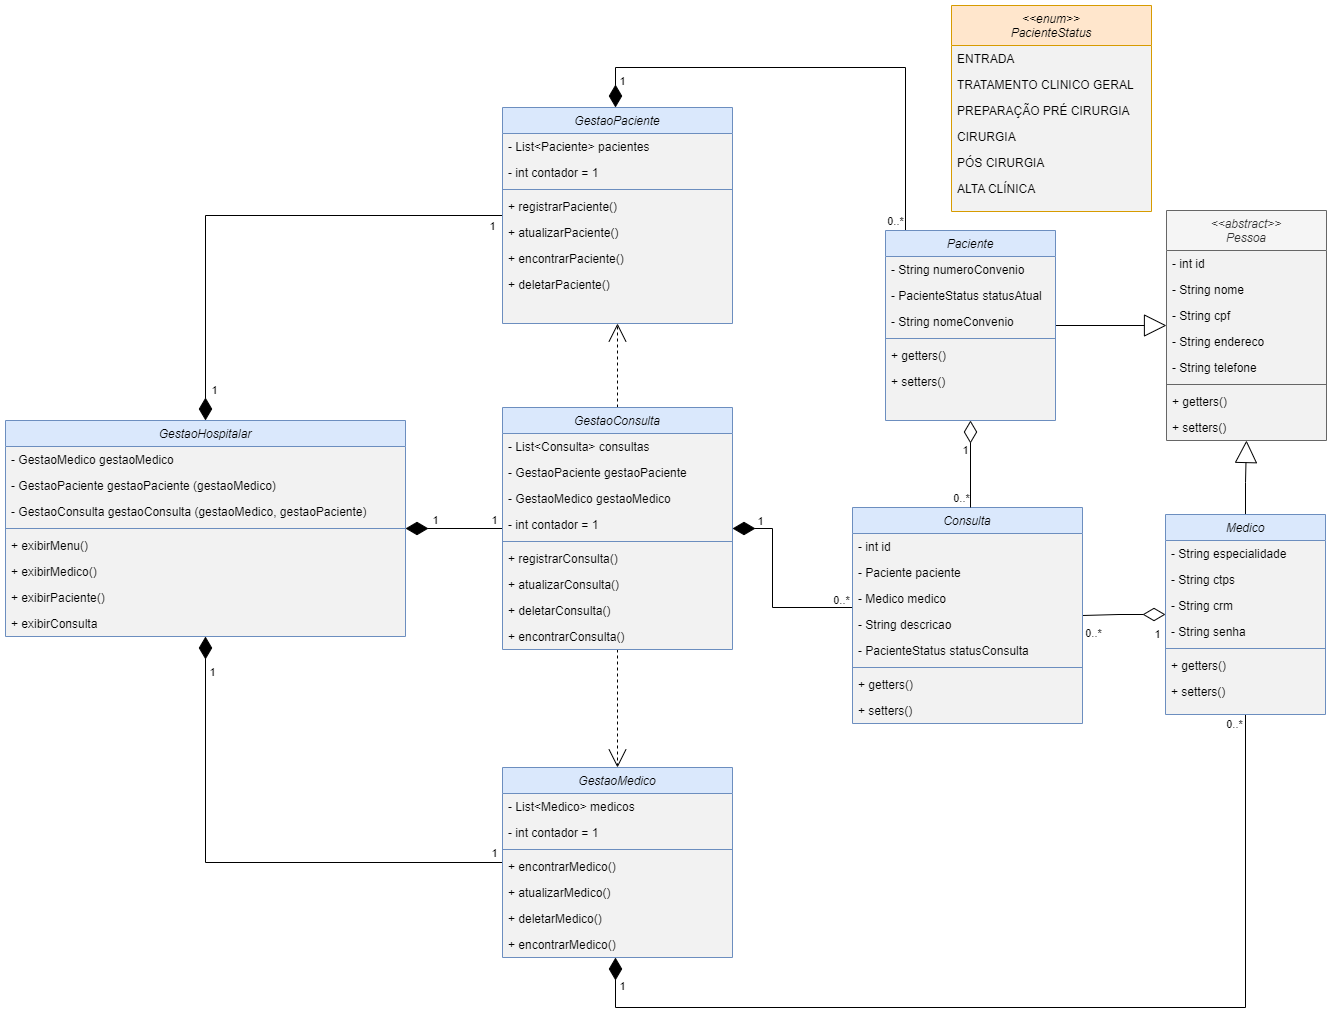 <<enum>>
PacienteStatus
ENTRADA
TRATAMENTO CLINICO GERAL
PREPARAÇÃO PRÉ CIRURGIA
CIRURGIA
PÓS CIRURGIA
ALTA CLÍNICA
1
GestaoPaciente
- List<Paciente> pacientes
- int contador = 1
+ registrarPaciente()
+ atualizarPaciente()
+ encontrarPaciente()
+ deletarPaciente()
1
0..*
Paciente
- String numeroConvenio
- PacienteStatus statusAtual
- String nomeConvenio
+ getters()
+ setters()
<<abstract>>
Pessoa
- int id
- String nome
- String cpf
- String endereco
- String telefone
+ getters()
+ setters()
1
GestaoHospitalar
- GestaoMedico gestaoMedico
- GestaoPaciente gestaoPaciente (gestaoMedico)
- GestaoConsulta gestaoConsulta (gestaoMedico, gestaoPaciente)
+ exibirMenu()
+ exibirMedico()
+ exibirPaciente()
+ exibirConsulta
1
1
1
GestaoConsulta
- List<Consulta> consultas
- GestaoPaciente gestaoPaciente
- GestaoMedico gestaoMedico
- int contador = 1
+ registrarConsulta()
+ atualizarConsulta()
+ deletarConsulta()
+ encontrarConsulta()
1
0..*
1
0..*
Consulta
- int id
- Paciente paciente
- Medico medico
- String descricao
- PacienteStatus statusConsulta
+ getters()
+ setters()
0..*
1
Medico
- String especialidade
- String ctps
- String crm
- String senha
+ getters()
+ setters()
0..*
1
GestaoMedico
- List<Medico> medicos
- int contador = 1
+ encontrarMedico()
+ atualizarMedico()
+ deletarMedico()
+ encontrarMedico()
1